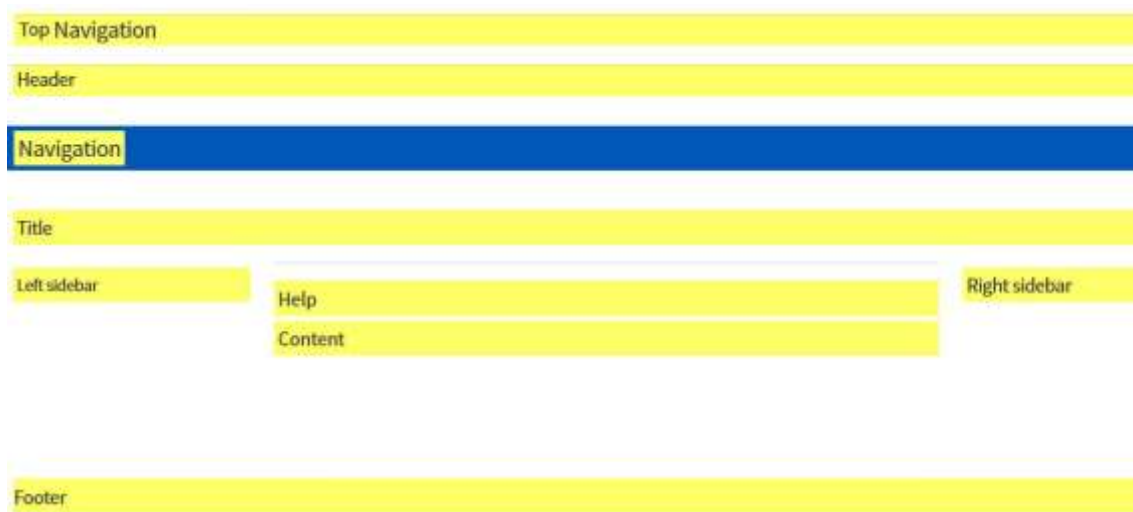 Top Navigation
Header
Navigation
Title
Left sidebar
Help
Content
Right sidebar
Footer